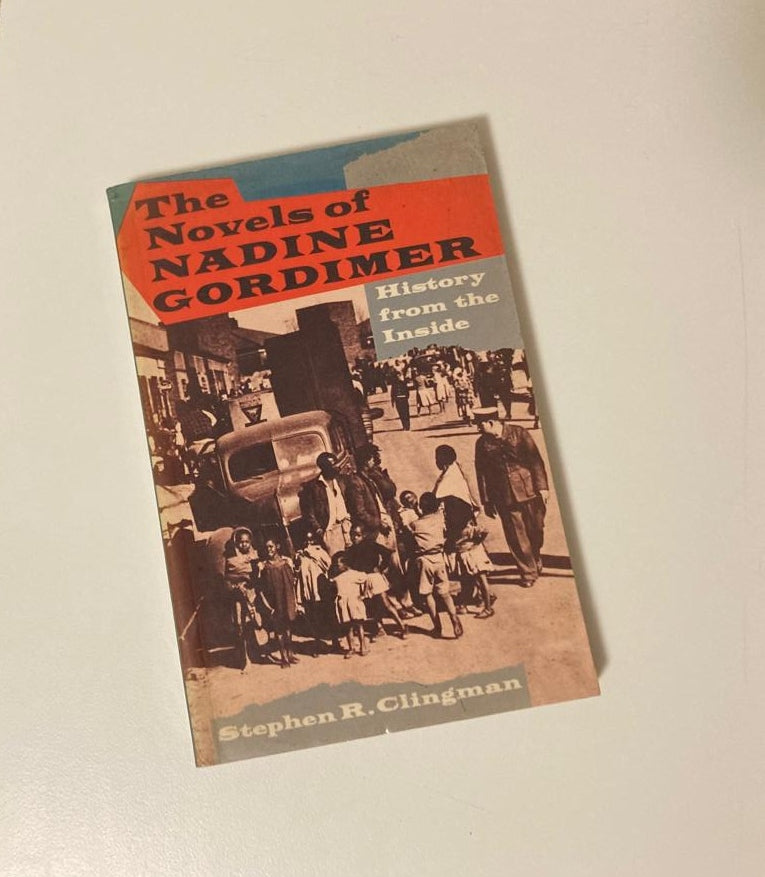 The
Novels of
NADINE
GORDIMER
History
from the
Inside
Stephen R. Clingman